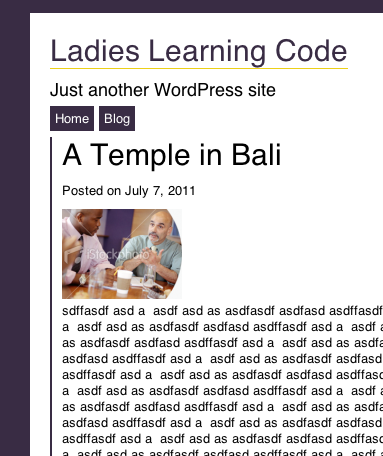 Ladies Learning Code
Just another WordPress site
Home Blog
A Temple in Bali
Posted on July 7, 2011
iStockphoto
sdffasdf asd a  asdf asd as asdfasdf asdfasd asdffasdf
a  asdf asd as asdfasdf asdfasd asdffasdf asd a  asdf a
as asdfasdf asdfasd asdffasdf asd a  asdf asd as asdfa
asdfasd asdffasdf asd a  asdf asd as asdfasdf asdfasd
asdffasdf asd a  asdf asd as asdfasdf asdfasd asdffasd
a  asdf asd as asdfasdf asdfasd asdffasdf asd a  asdf a
as asdfasdf asdfasd asdffasdf asd a  asdf asd as asdfa
asdfasd asdffasdf asd a  asdf asd as asdfasdf asdfasd
asdffasdf asd a  asdf asd as asdfasdf asdfasd asdffasd
a  asdf asd as asdfasdf asdfasd asdffasdf asd a  asdf a